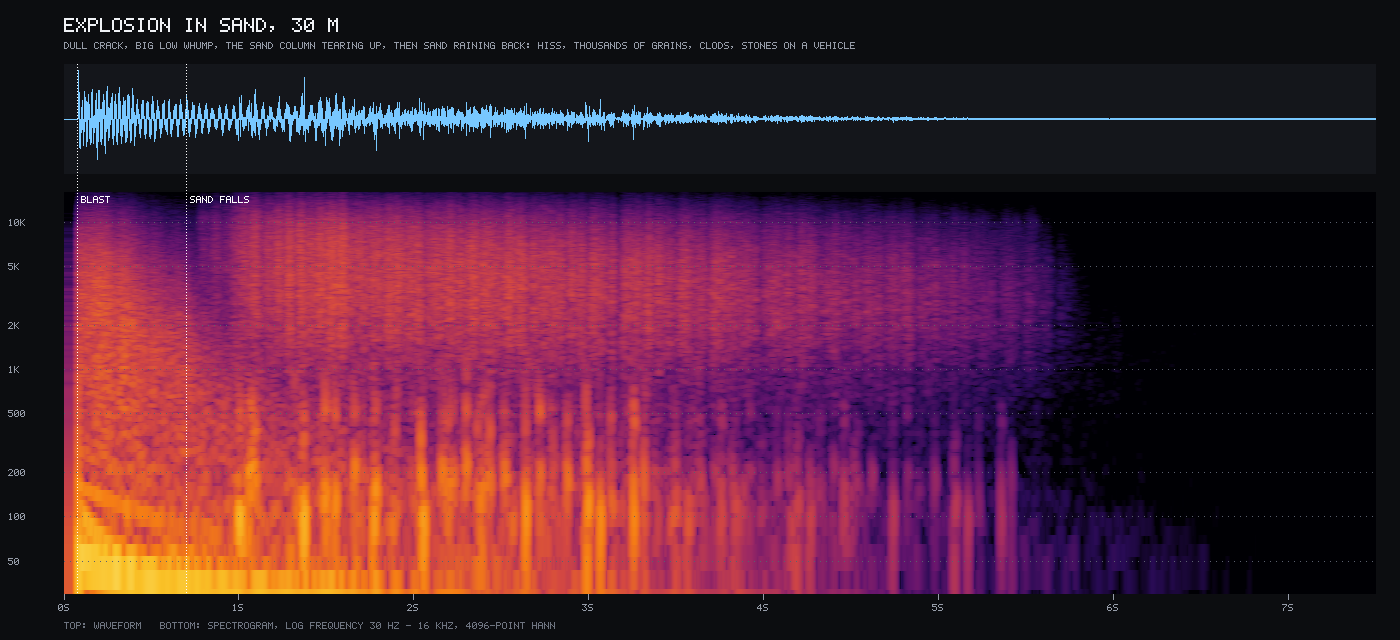 EXPLOSION IN SAND, 30 M
DULL CRACK, BIG LOW WHUMP, THE SAND COLUMN TEARING UP, THEN SAND RAINING BACK: HISS, THOUSANDS OF GRAINS, CLODS, STONES ON A VEHICLE
BLAST
SAND FALLS
10K
5K
2K
1K
500
200
100
50
0S 1S 2S 3S 4S 5S 6S 7S
TOP: WAVEFORM BOTTOM: SPECTROGRAM, LOG FREQUENCY 30 HZ - 16 KHZ, 4096-POINT HANN